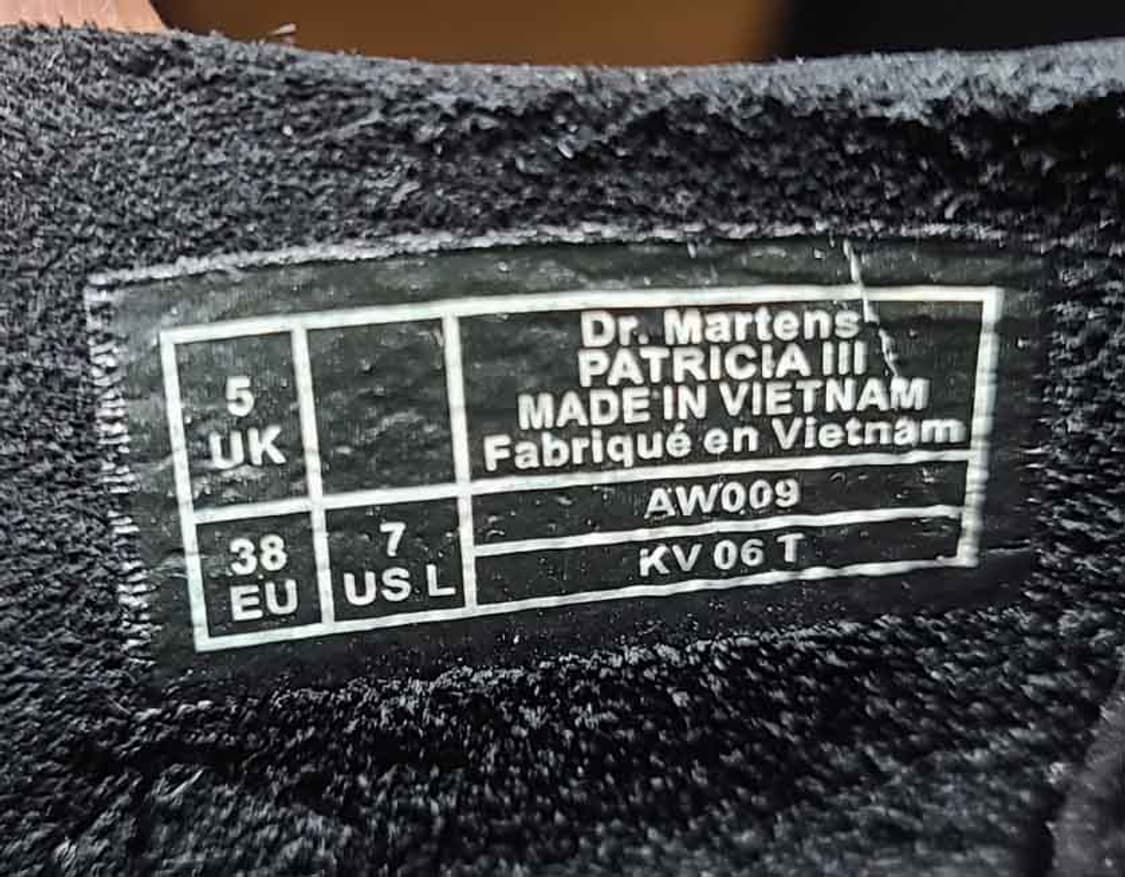 5
UK
Dr. Martens
PATRICIA III
MADE IN VIETNAM
Fabriqué en Vietnam
38
EU
7
US L
AW009
KV 06 T